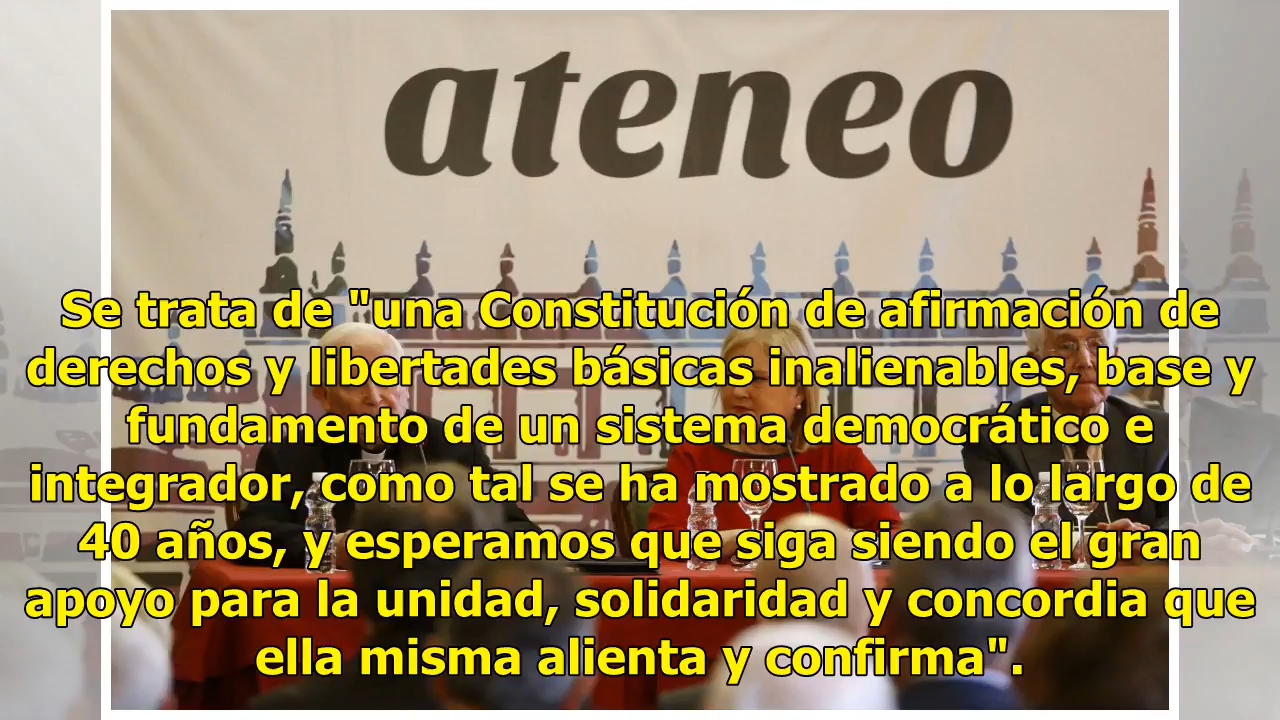 ateneo
Se trata de "una Constitución de afirmación de
derechos y libertades básicas inalienables, base y
fundamento de un sistema democrático e
integrador, como tal se ha mostrado a lo largo de
40 años, y esperamos que siga siendo el gran
apoyo para la unidad, solidaridad y concordia que
ella misma alienta y confirma".